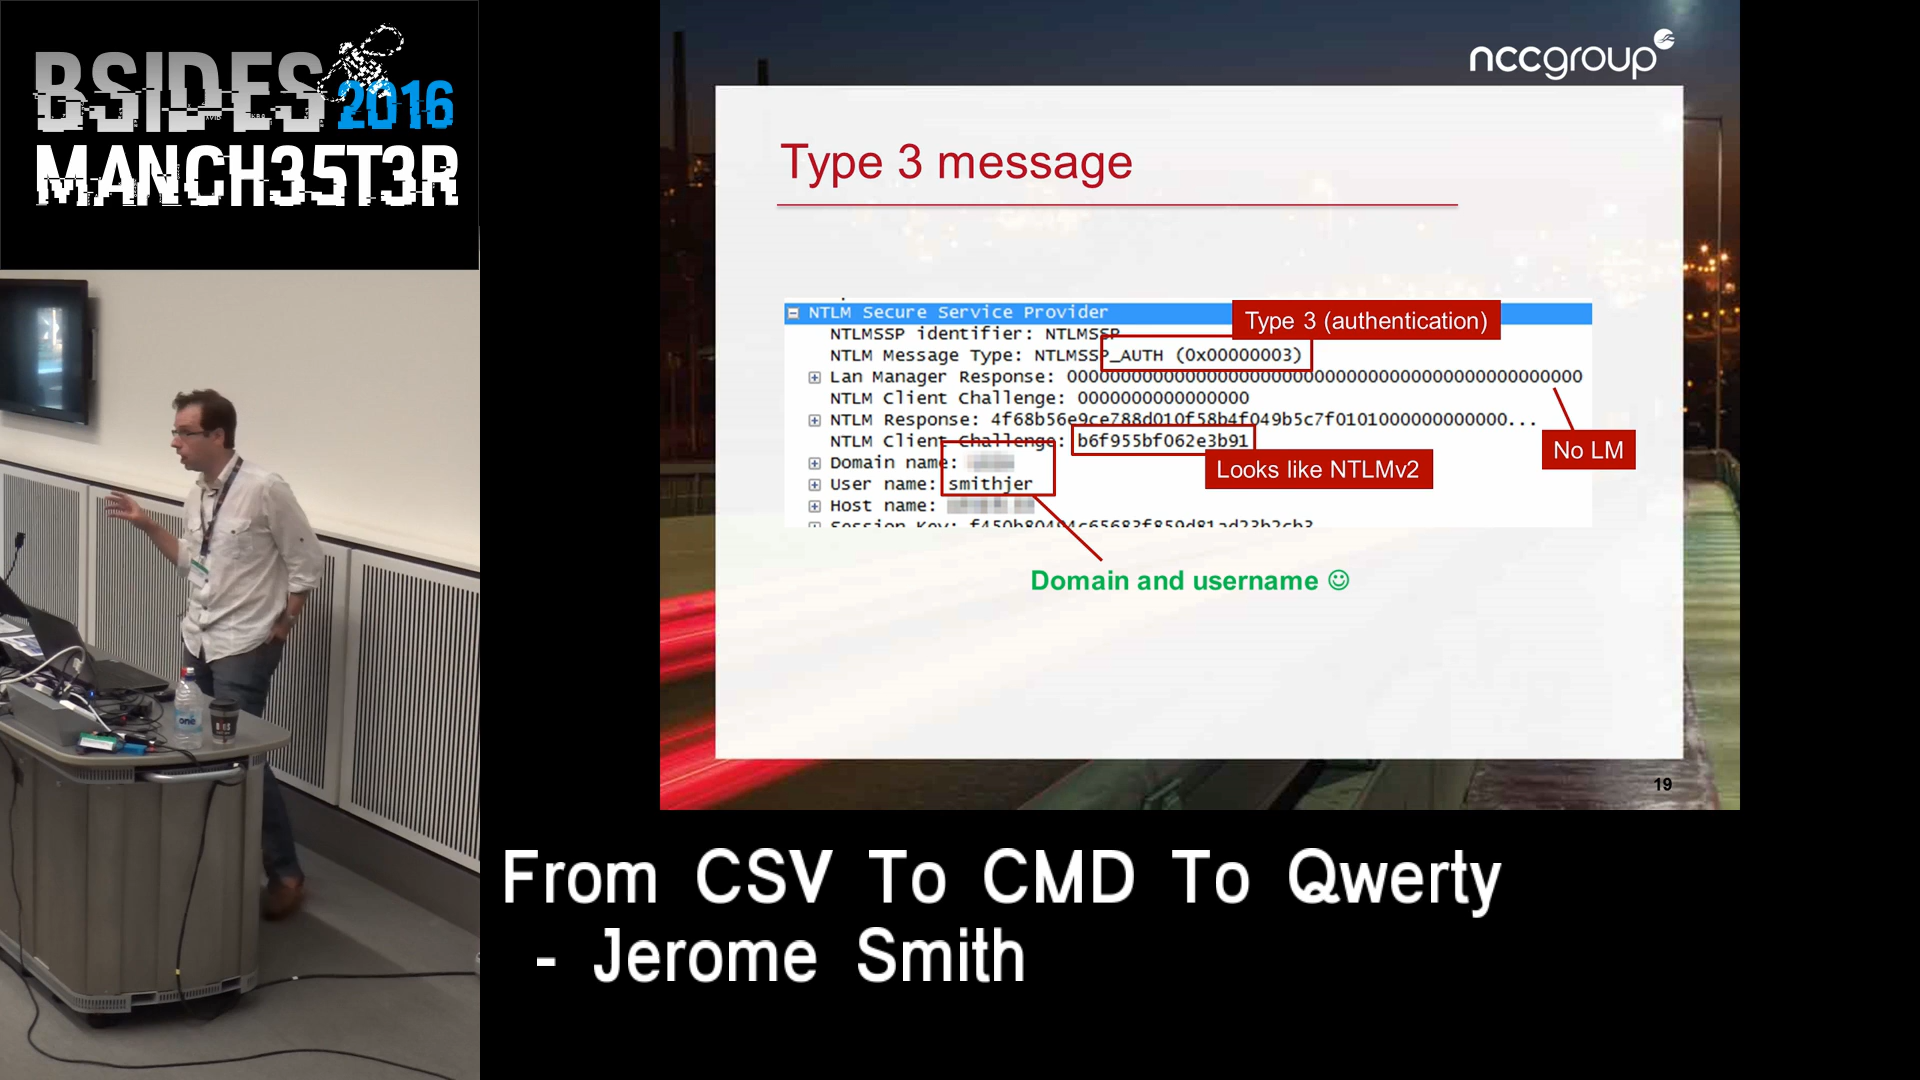 BSIDES 2016
MANCH35T3R
nccgroup
Type 3 message
NTLM Secure Service Provider
Type 3 (authentication)
NTLMSSP identifier: NTLMSSP
NTLM Message Type: NTLMSSP_AUTH (0x00000003)
Lan Manager Response: 000000000000000000000000000000000000000000000000
NTLM Client Challenge: 0000000000000000
NTLM Response: 4f68b56e9ce788d010f58b4f049b5c7f0101000000000000...
NTLM Client Challenge: b6f955bf062e3b91
No LM
Domain name:
Looks like NTLMv2
User name: smithjer
Host name:
Domain and username ☺
19
one
From CSV To CMD To Qwerty
- Jerome Smith